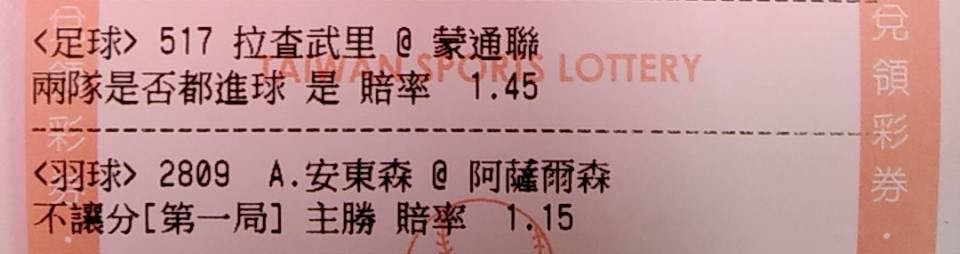 <足球> 517 拉查武里 @ 蒙通聯
TAIWAN SPORTS LOTTERY
兩隊是否都進球 是 賠率 1.45
<羽球> 2809 A.安東森 @ 阿薩爾森
不讓分[第一局] 主勝 賠率 1.15
兌領彩券・